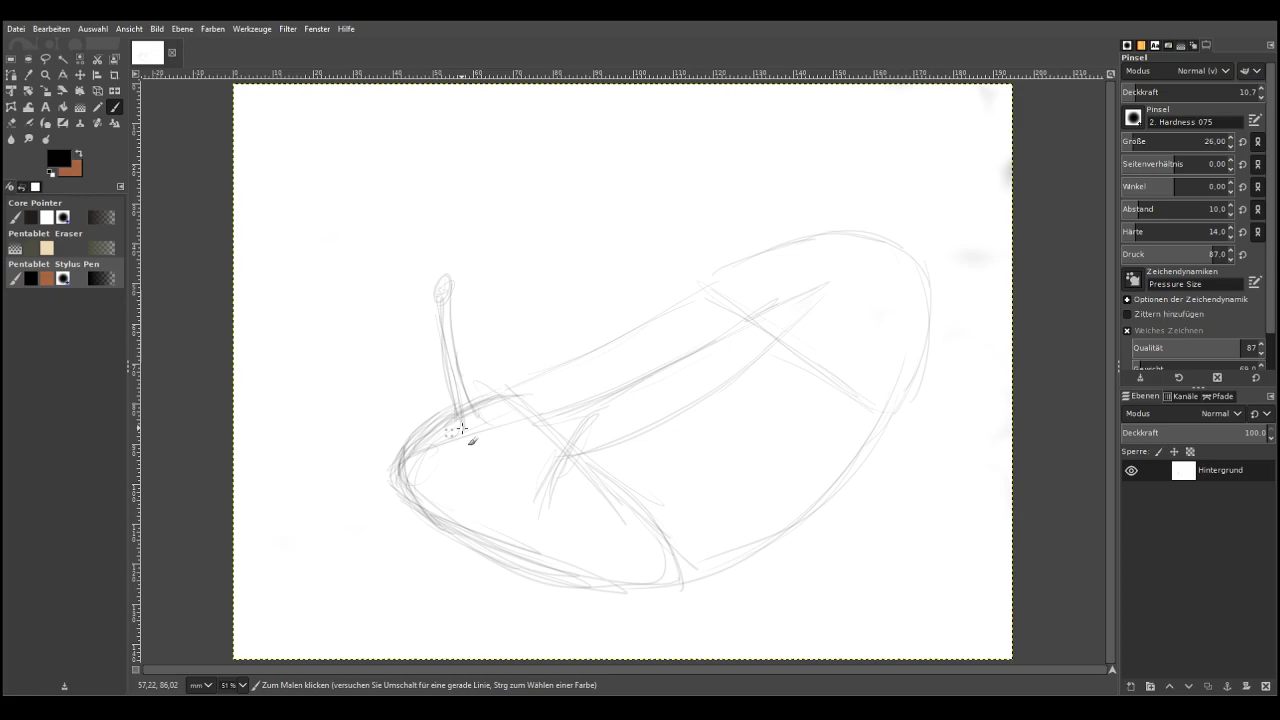 Datei Bearbeiten Auswahl Ansicht Bild Ebene Farben Werkzeuge Filter Fenster Hilfe
Core Pointer
Pentablet Eraser
Pentablet Stylus Pen
57,22, 86,02 mm 51 % Zum Malen klicken (versuchen Sie Umschalt für eine gerade Linie, Strg zum Wählen einer Farbe)
Pinsel
Modus Normal (v)
Deckkraft 10,7
Pinsel
2. Hardness 075
Größe 26,00
Seitenverhältnis 0,00
Winkel 0,00
Abstand 10,0
Härte 14,0
Druck 87,0
Zeichendynamiken
Pressure Size
Optionen der Zeichendynamik
Zittern hinzufügen
Weiches Zeichnen
Qualität 87
Ebenen Kanäle Pfade
Modus Normal
Deckkraft 100,0
Sperre:
Hintergrund